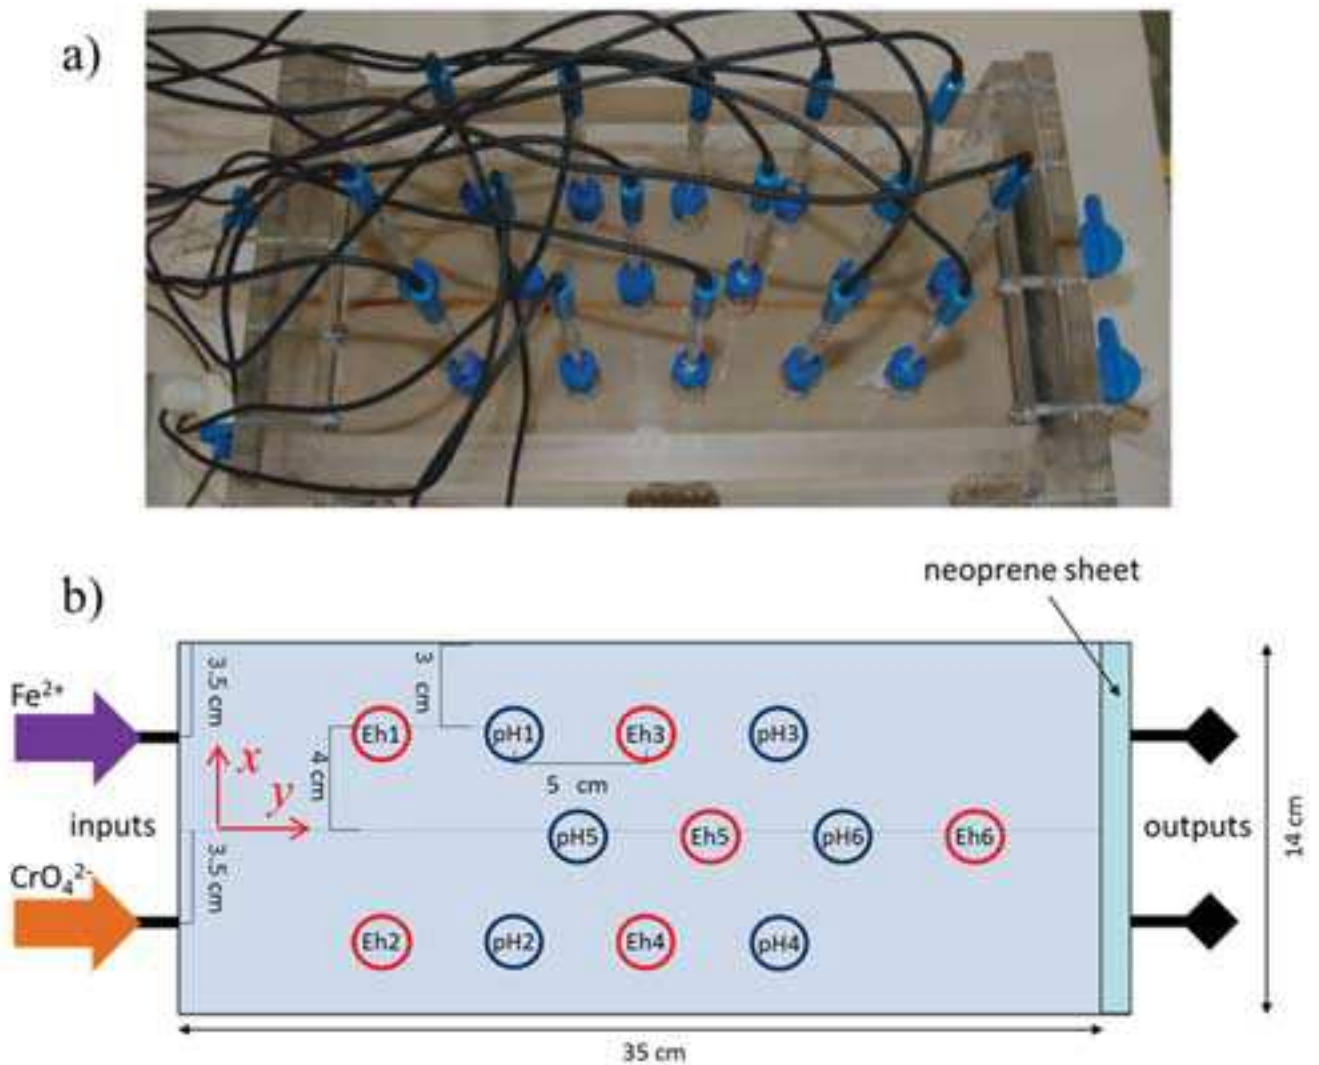 a)
b)
neoprene sheet
3.5 cm
3 cm
Fe²⁺
Eh1
pH1
Eh3
pH3
4 cm
x
y
5 cm
inputs
pH5
Eh5
pH6
Eh6
outputs
14 cm
3.5 cm
CrO₄²⁻
Eh2
pH2
Eh4
pH4
35 cm